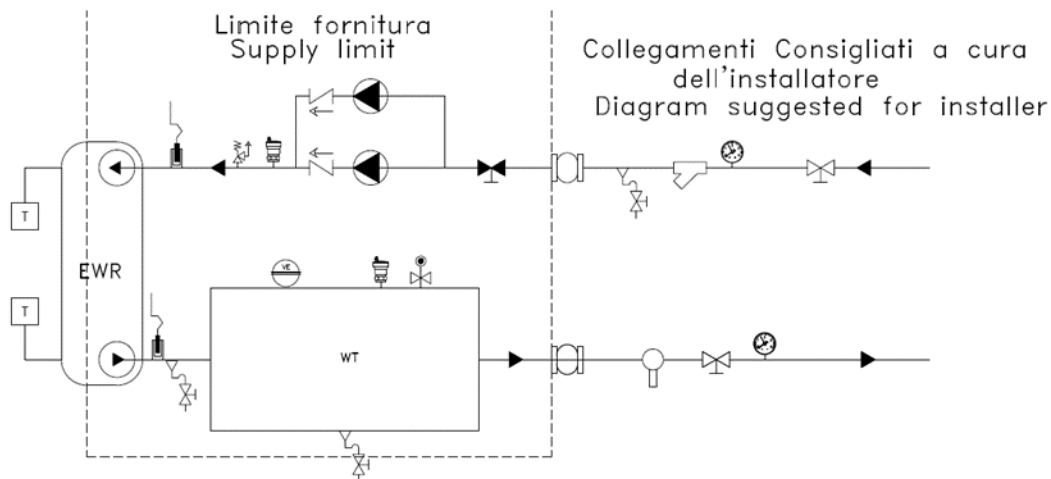 Limite fornitura
Supply limit
Collegamenti Consigliati a cura
dell'installatore
Diagram suggested for installer
T
EWR
T
VE
WT